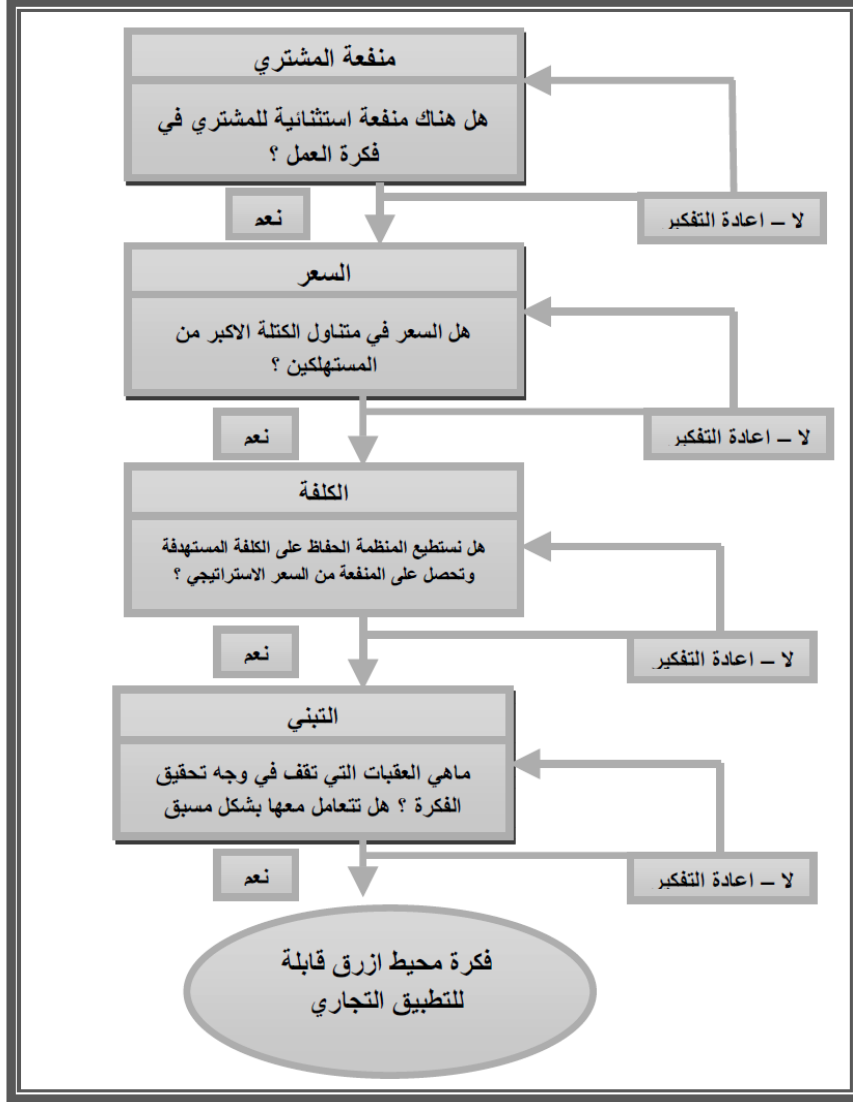 منفعة المشتري
هل هناك منفعة استثنائية للمشتري في
فكرة العمل ؟
نعم
لا – اعادة التفكير
السعر
هل السعر في متناول الكتلة الاكبر من
المستهلكين ؟
نعم
لا – اعادة التفكير
الكلفة
هل نستطيع المنظمة الحفاظ على الكلفة المستهدفة
وتحصل على المنفعة من السعر الاستراتيجي ؟
نعم
لا – اعادة التفكير
التبني
ماهي العقبات التي تقف في وجه تحقيق
الفكرة ؟ هل تتعامل معها بشكل مسبق
نعم
لا – اعادة التفكير
فكرة محيط ازرق قابلة
للتطبيق التجاري